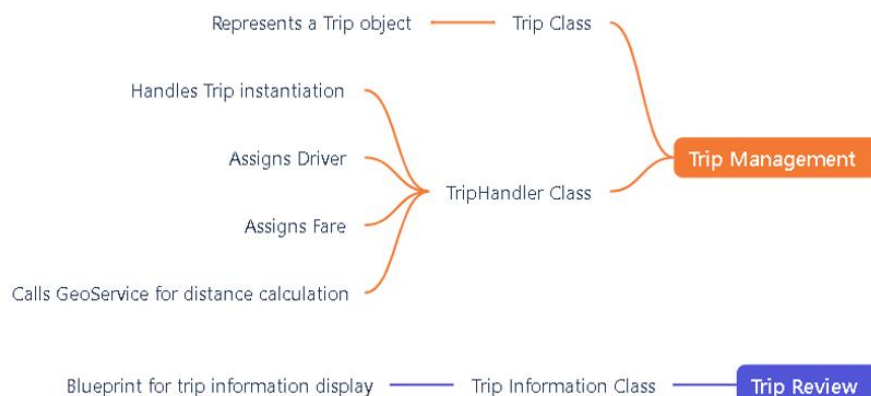 Represents a Trip object
Trip Class
Handles Trip instantiation
Assigns Driver
Trip Management
TripHandler Class
Assigns Fare
Calls GeoService for distance calculation
Blueprint for trip information display
Trip Information Class
Trip Review